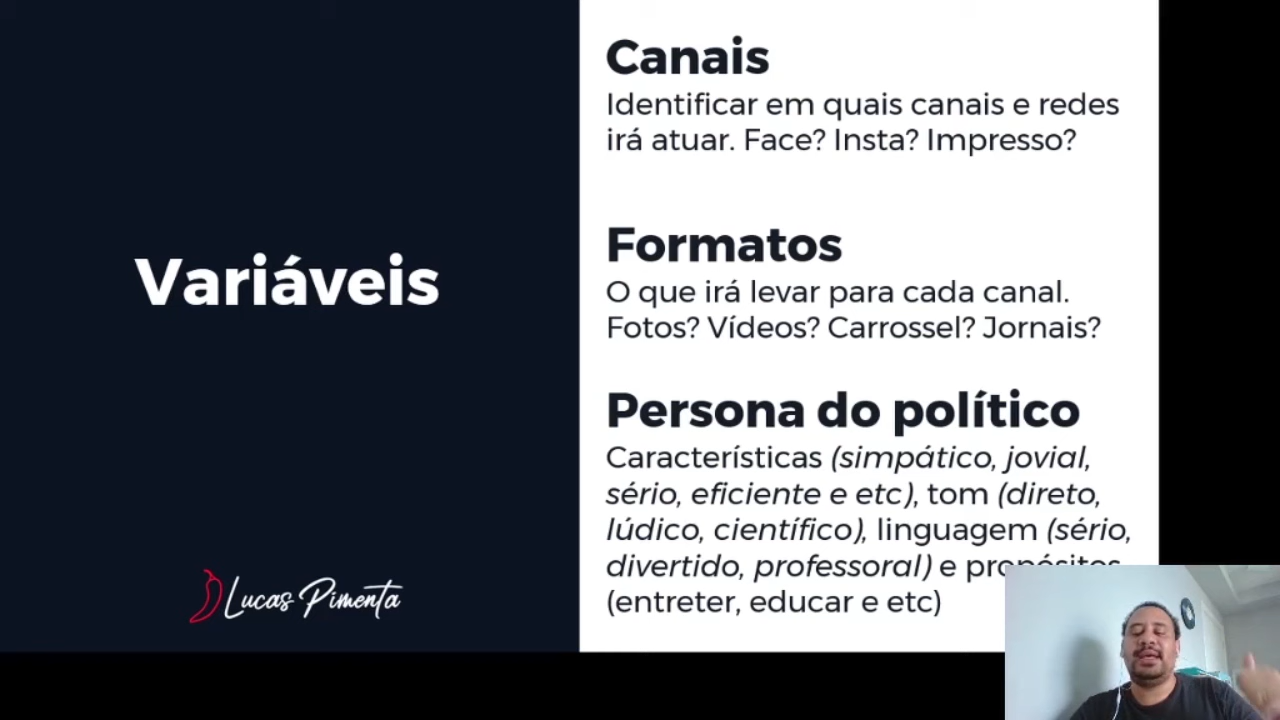 Variáveis
Lucas Pimenta
Canais
Identificar em quais canais e redes
irá atuar. Face? Insta? Impresso?
Formatos
O que irá levar para cada canal.
Fotos? Vídeos? Carrossel? Jornais?
Persona do político
Características (simpático, jovial,
sério, eficiente e etc), tom (direto,
lúdico, científico), linguagem (sério,
divertido, professoral) e propósitos
(entreter, educar e etc)